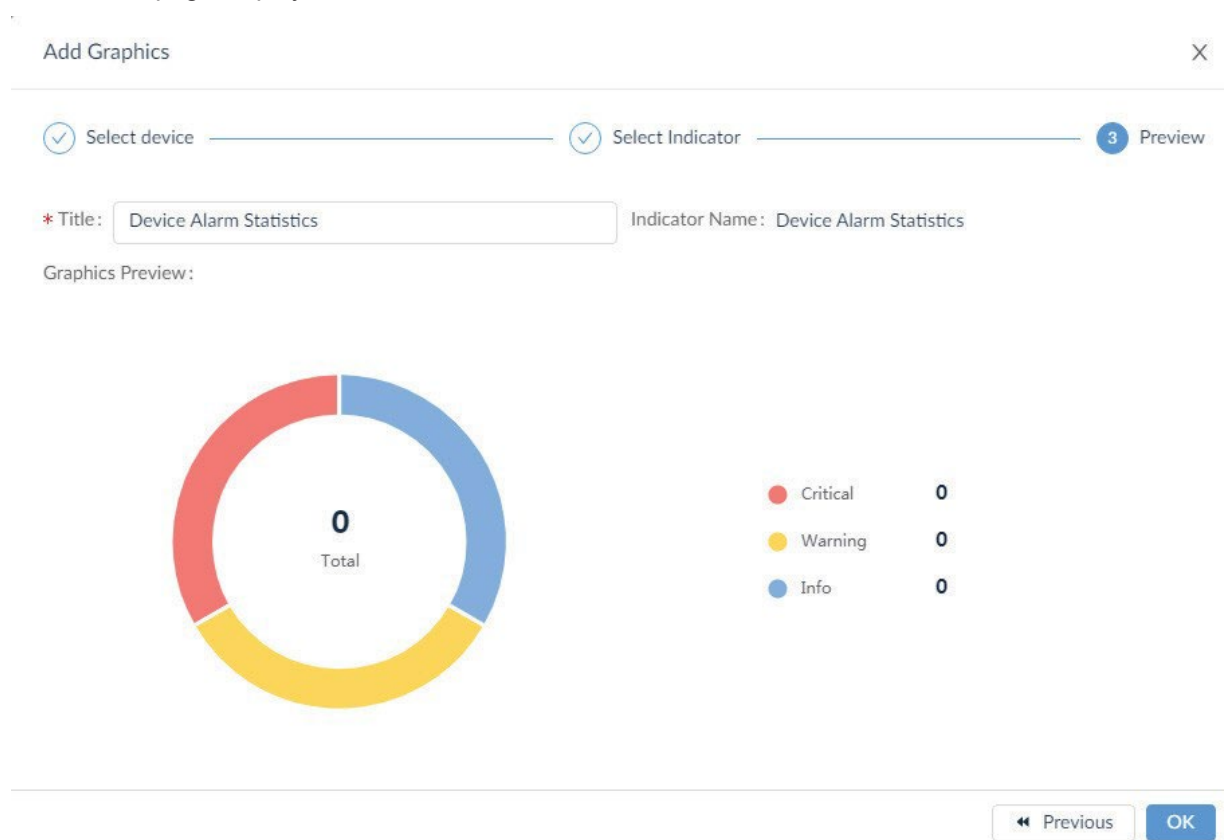 Add Graphics X
Select device Select Indicator 3 Preview
* Title: Device Alarm Statistics Indicator Name: Device Alarm Statistics
Graphics Preview:
0
Total
Critical 0
Warning 0
Info 0
Previous OK